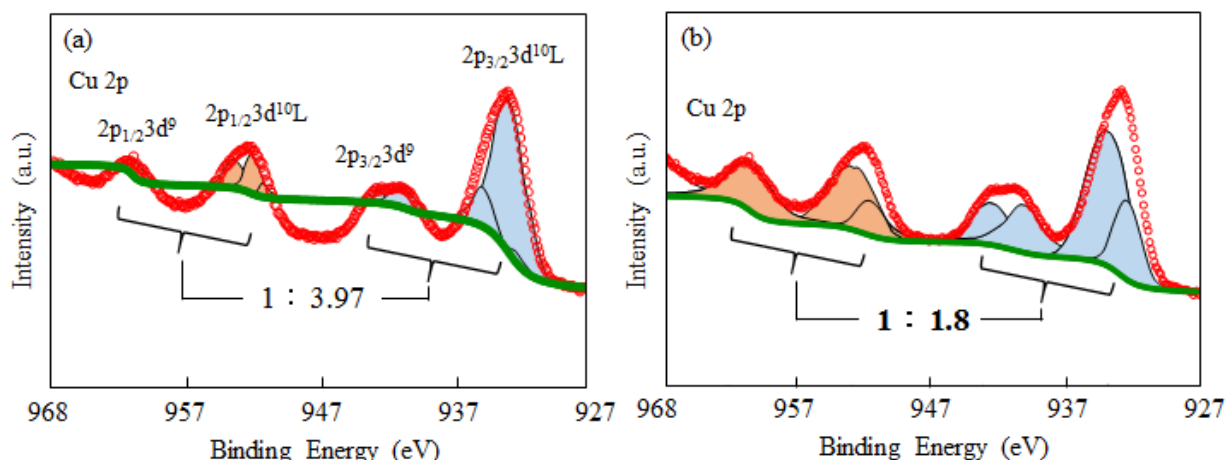 (a)
2p3/23d10L
Cu 2p
2p1/23d9
2p1/23d10L
2p3/23d9
Intensity (a.u.)
1 : 3.97
968 957 947 937 927
Binding Energy (eV)
(b)
Cu 2p
Intensity (a.u.)
1 : 1.8
968 957 947 937 927
Binding Energy (eV)